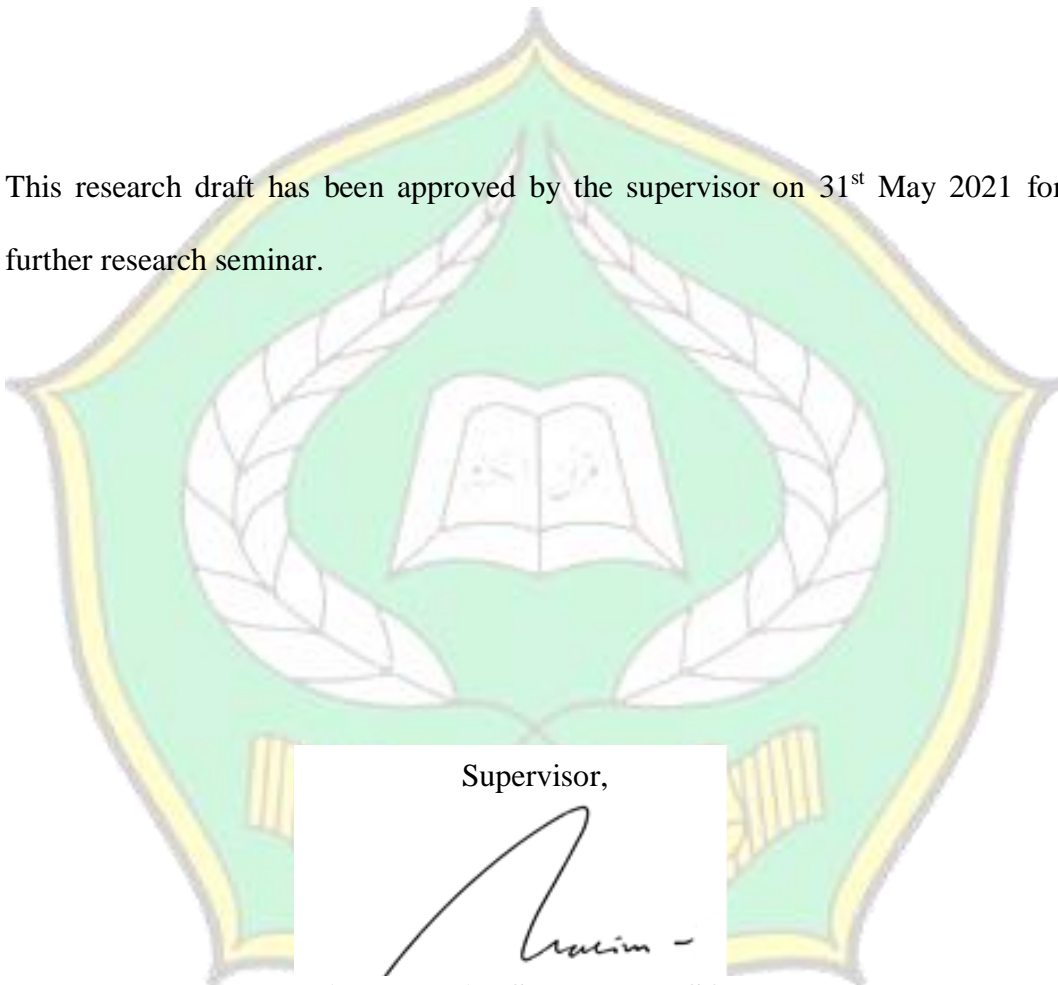 This research draft has been approved by the supervisor on 31st May 2021 for
further research seminar.
Supervisor,